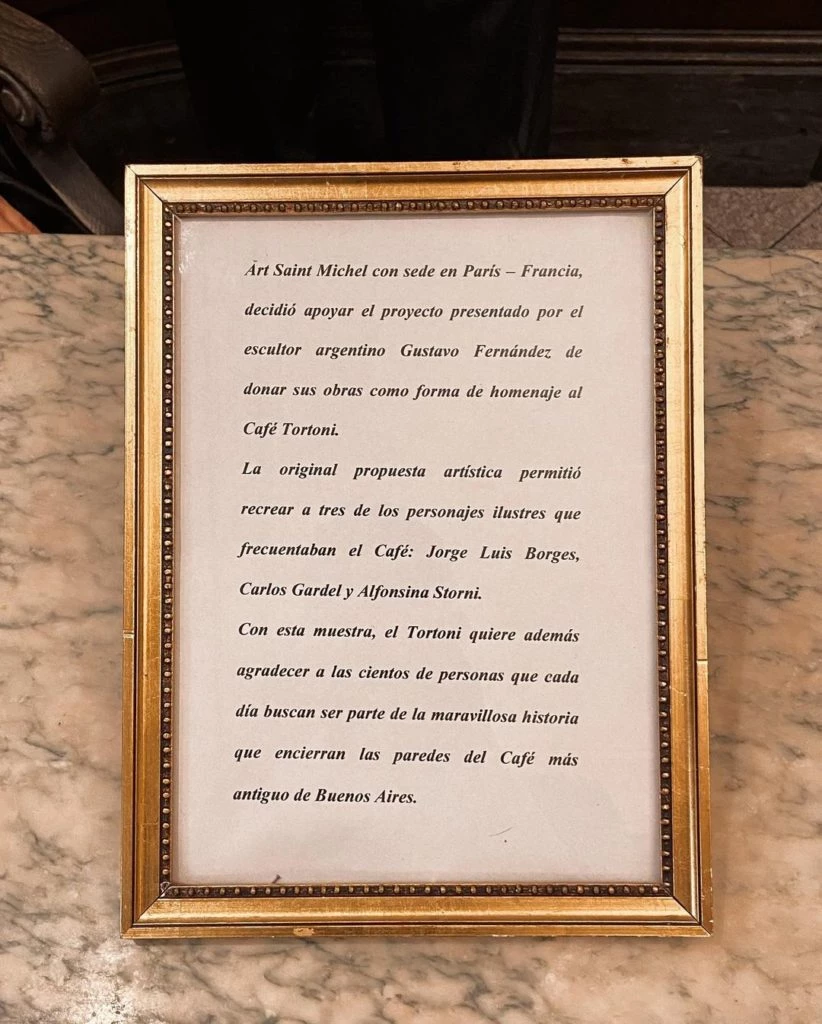 Art Saint Michel con sede en París – Francia,
decidió apoyar el proyecto presentado por el
escultor argentino Gustavo Fernández de
donar sus obras como forma de homenaje al
Café Tortoni.
La original propuesta artística permitió
recrear a tres de los personajes ilustres que
frecuentaban el Café: Jorge Luis Borges,
Carlos Gardel y Alfonsina Storni.
Con esta muestra, el Tortoni quiere además
agradecer a las cientos de personas que cada
día buscan ser parte de la maravillosa historia
que encierran las paredes del Café más
antiguo de Buenos Aires.